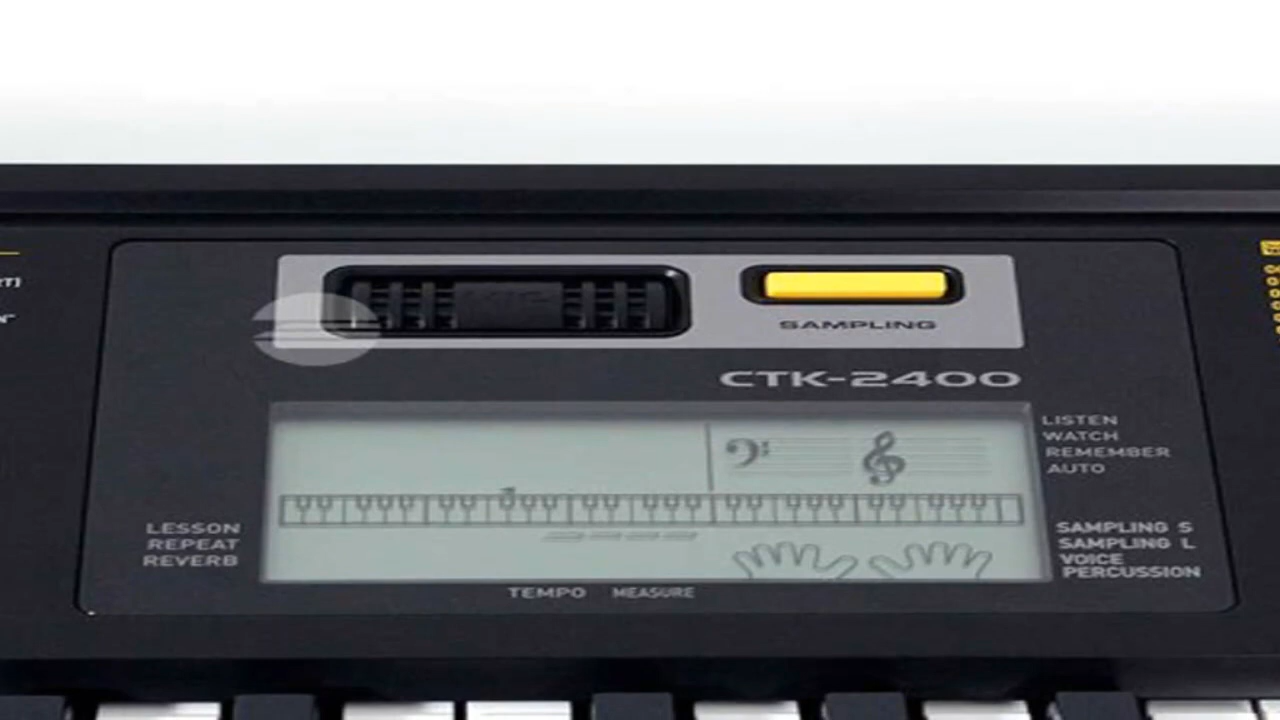 SAMPLING
CTK-2400
LISTEN
WATCH
REMEMBER
AUTO
LESSON
REPEAT
REVERB
SAMPLING S
SAMPLING L
VOICE
PERCUSSION
TEMPO MEASURE